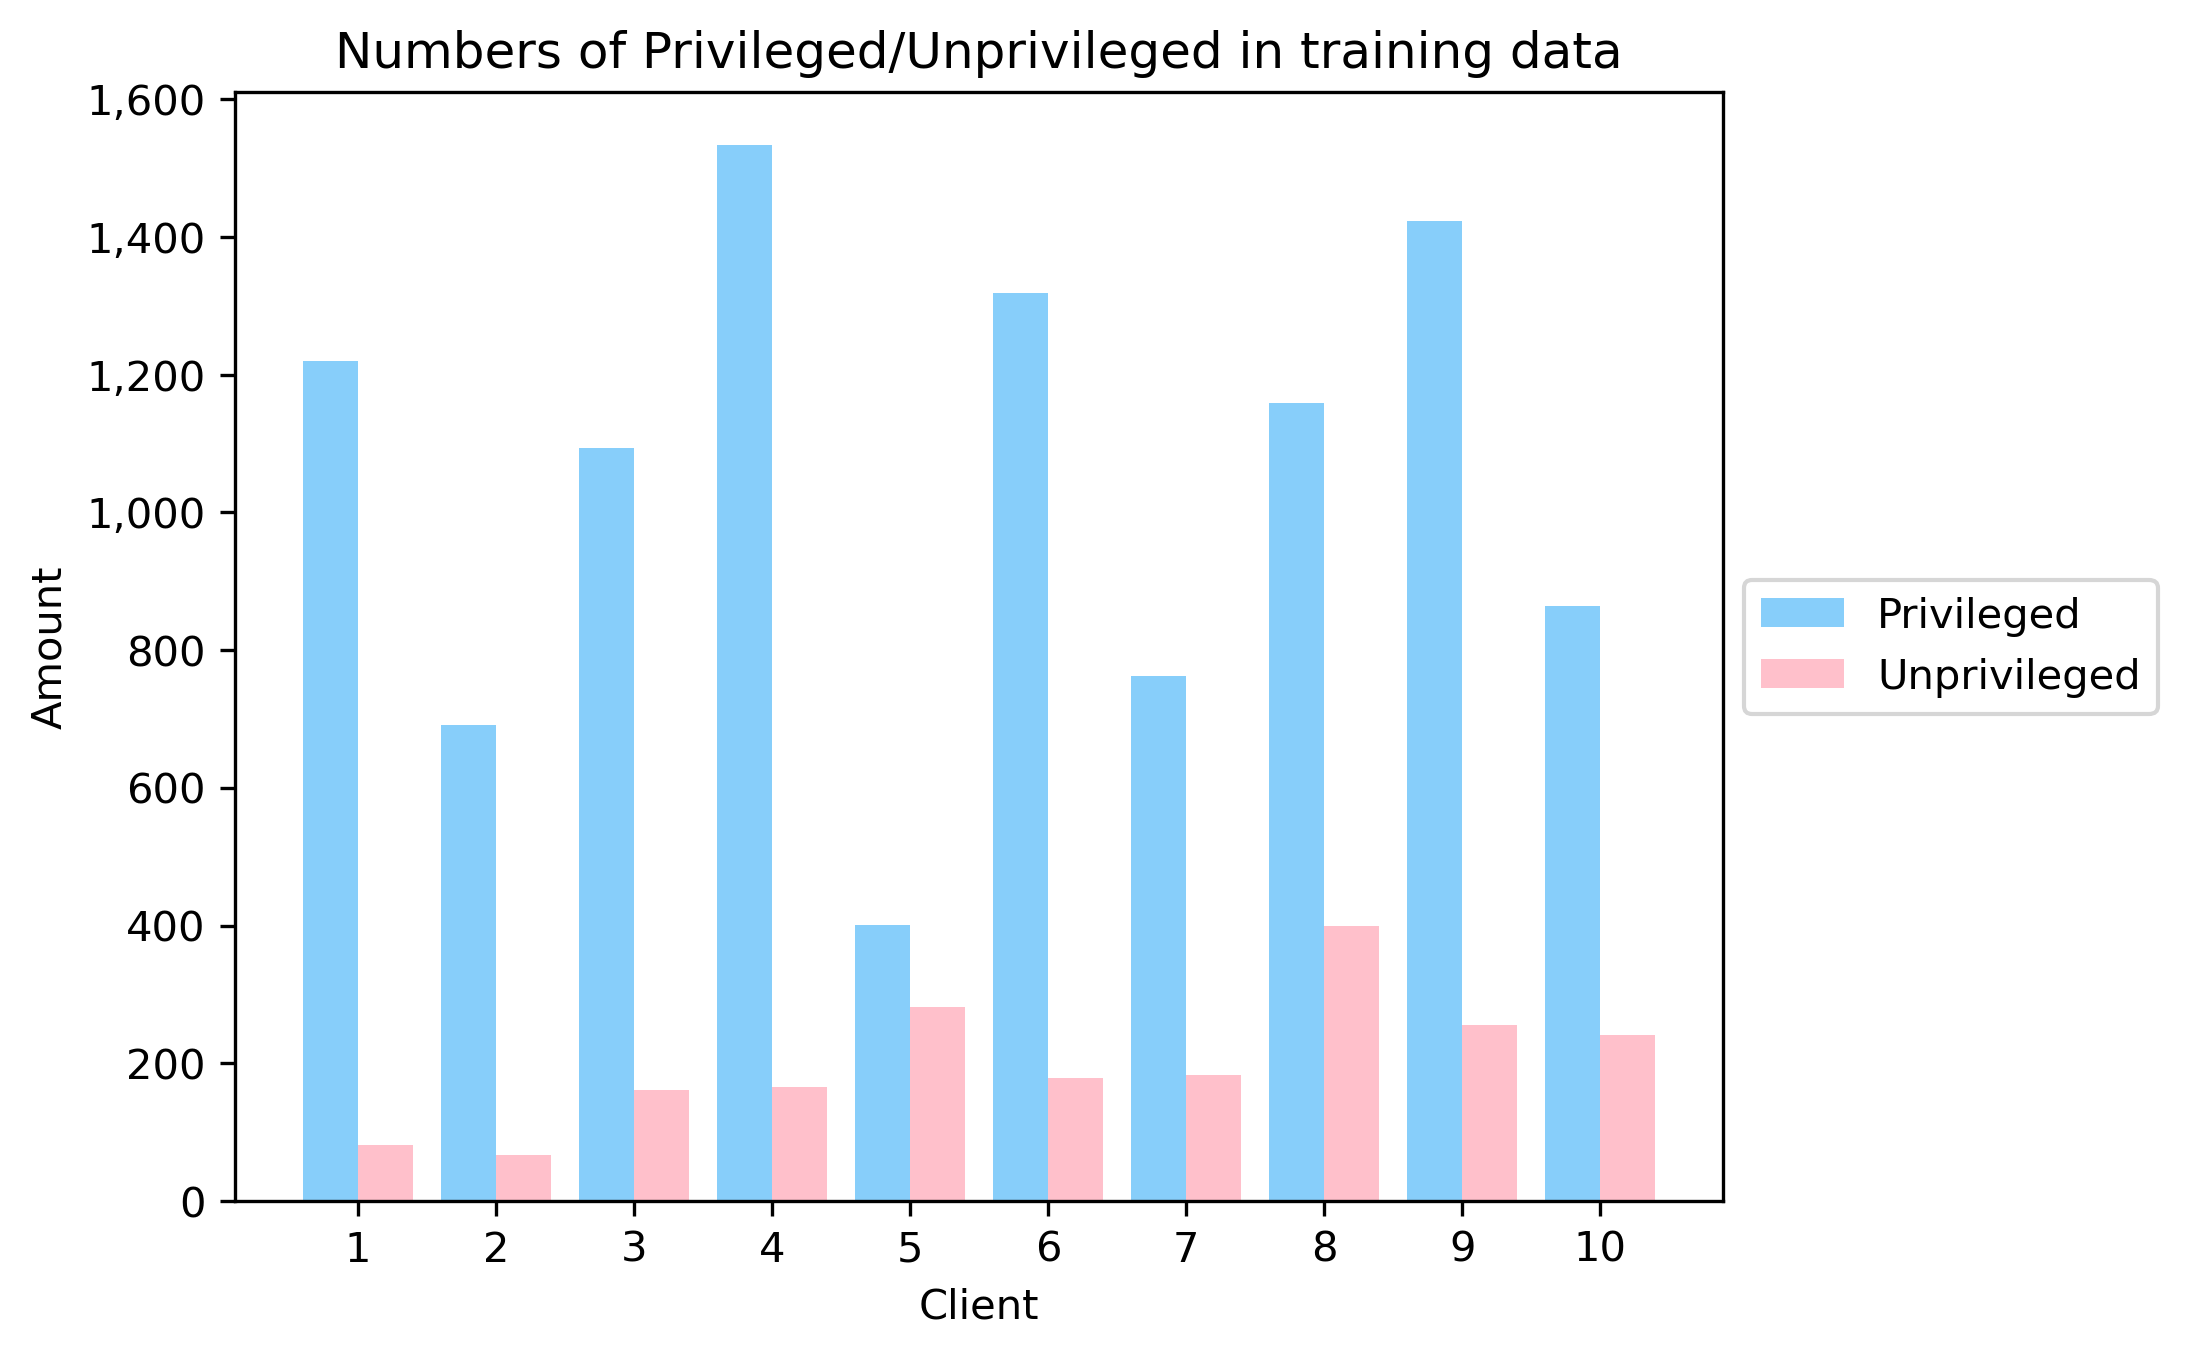 Numbers of Privileged/Unprivileged in training data
1,600
1,400
1,200
1,000
800
600
400
200
0
Amount
1 2 3 4 5 6 7 8 9 10
Client
Privileged
Unprivileged